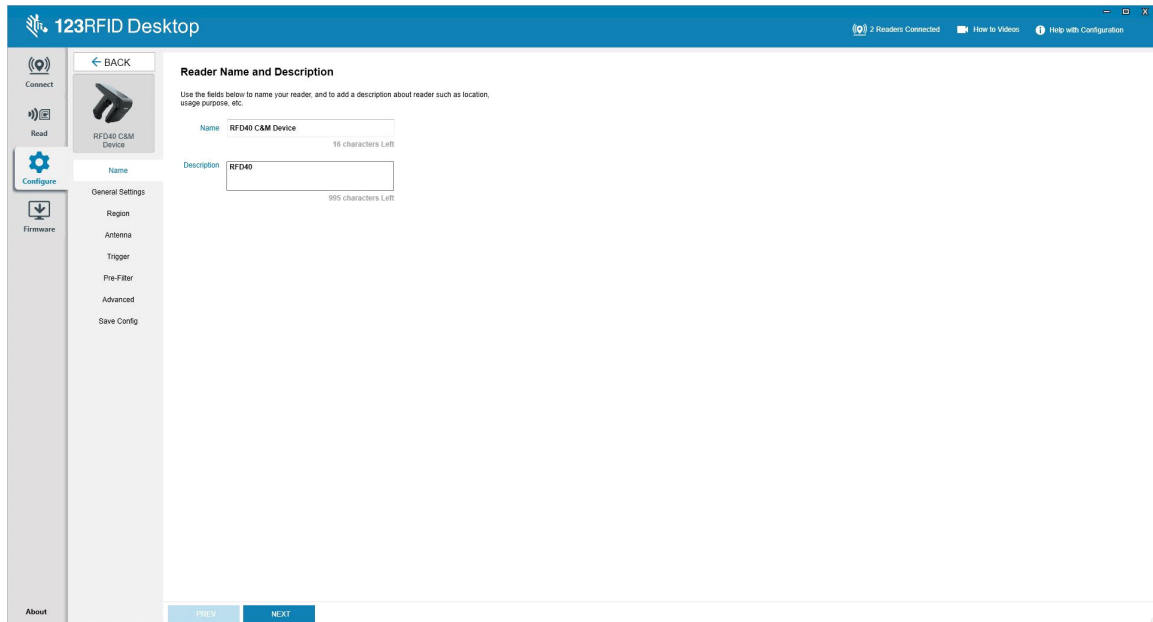 123RFID Desktop
2 Readers Connected
How to Videos
Help with Configuration
Connect
Read
Configure
Firmware
About
BACK
RFD40 C&M
Device
Name
General Settings
Region
Antenna
Trigger
Pre-Filter
Advanced
Save Config
Reader Name and Description
Use the fields below to name your reader, and to add a description about reader such as location,
usage purpose, etc.
Name RFD40 C&M Device
16 characters Left
Description RFD40
995 characters Left
PREV NEXT